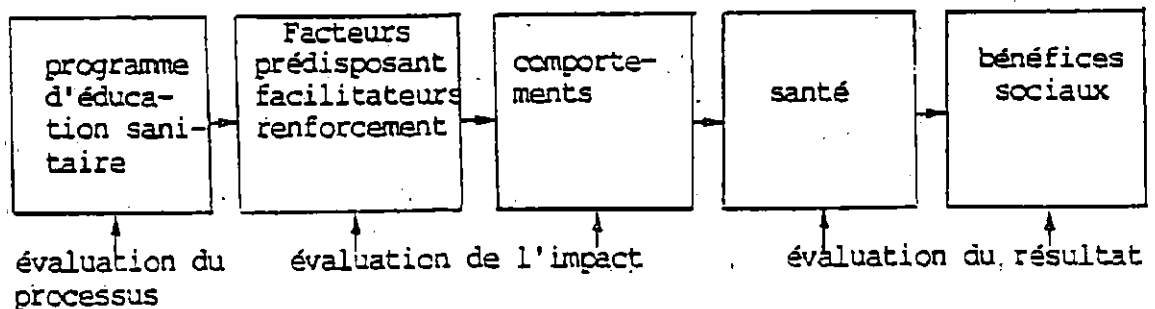 programme
d'éduca-
tion sani-
taire
Facteurs
prédisposant
facilitateurs
renforcement
comporte-
ments
santé
bénéfices
sociaux
évaluation du
processus
évaluation de l'impact
évaluation du résultat